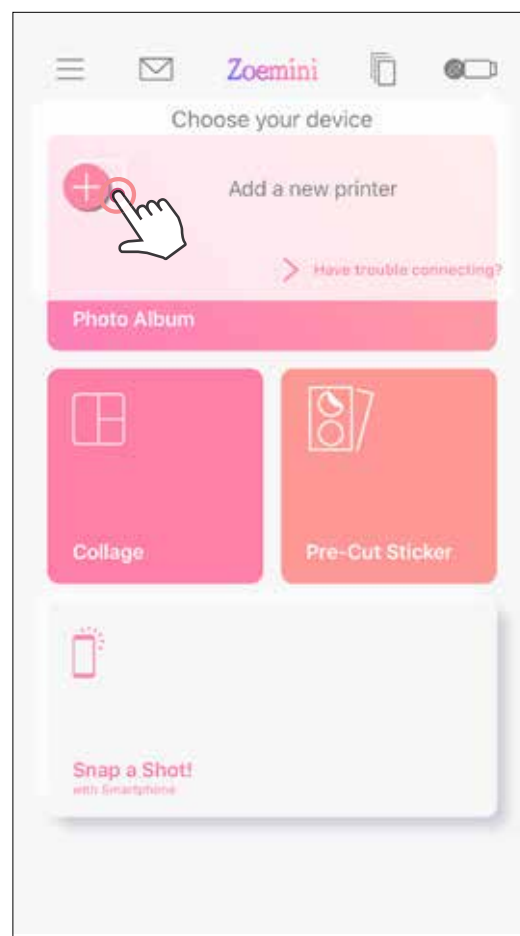 Zoemini
Choose your device
Add a new printer
Have trouble connecting?
Photo Album
Collage
Pre-Cut Sticker
Snap a Shot!
with Smartphone